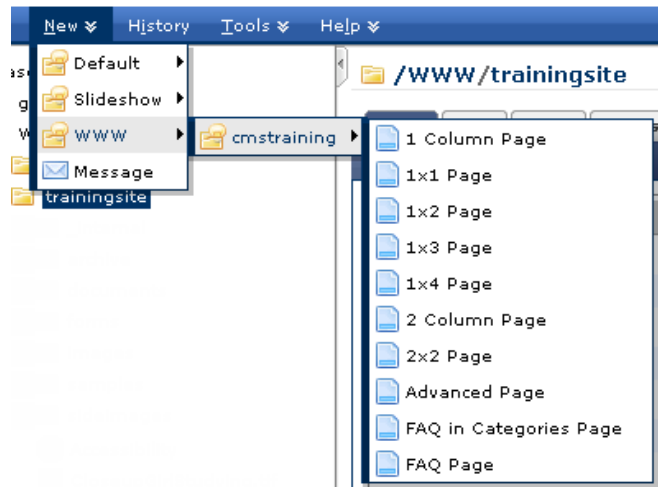 New History Tools Help
/WWW/trainingsite
Default
Slideshow
WWW
Message
trainingsite
cmstraining
1 Column Page
1x1 Page
1x2 Page
1x3 Page
1x4 Page
2 Column Page
2x2 Page
Advanced Page
FAQ in Categories Page
FAQ Page